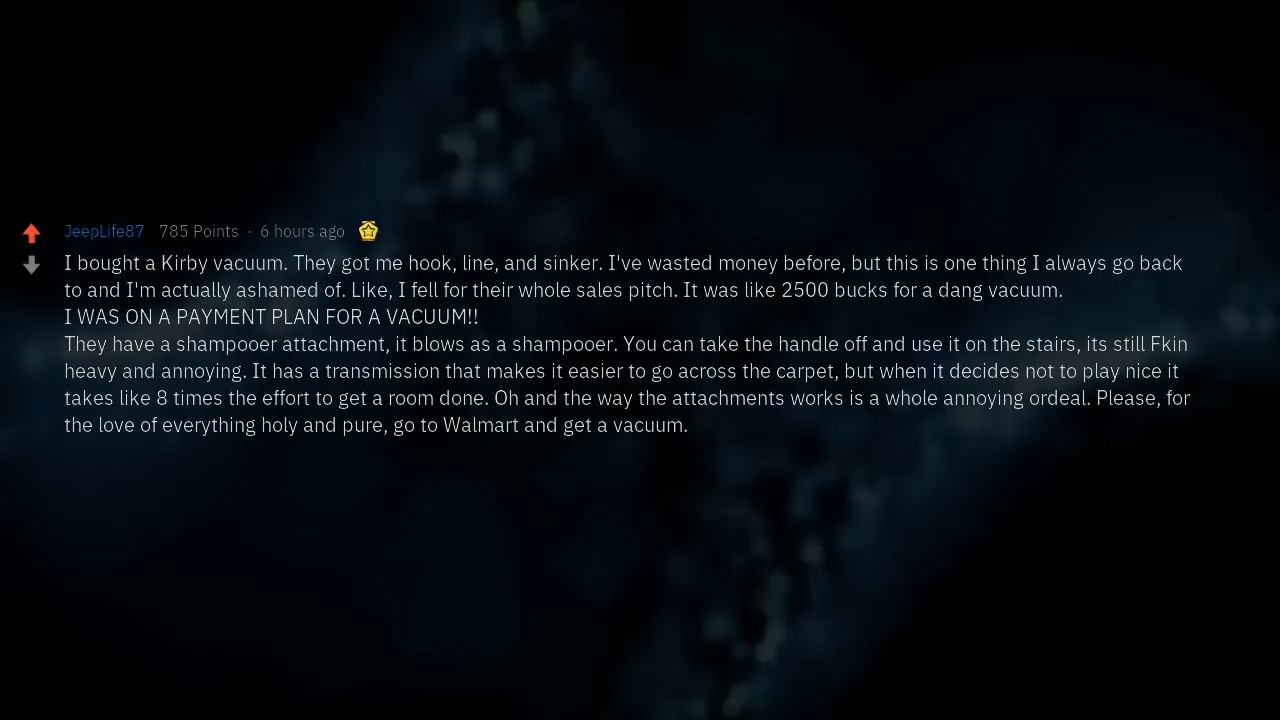 JeepLife87 785 Points · 6 hours ago
I bought a Kirby vacuum. They got me hook, line, and sinker. I've wasted money before, but this is one thing I always go back
to and I'm actually ashamed of. Like, I fell for their whole sales pitch. It was like 2500 bucks for a dang vacuum.
I WAS ON A PAYMENT PLAN FOR A VACUUM!!
They have a shampooer attachment, it blows as a shampooer. You can take the handle off and use it on the stairs, its still Fkin
heavy and annoying. It has a transmission that makes it easier to go across the carpet, but when it decides not to play nice it
takes like 8 times the effort to get a room done. Oh and the way the attachments works is a whole annoying ordeal. Please, for
the love of everything holy and pure, go to Walmart and get a vacuum.